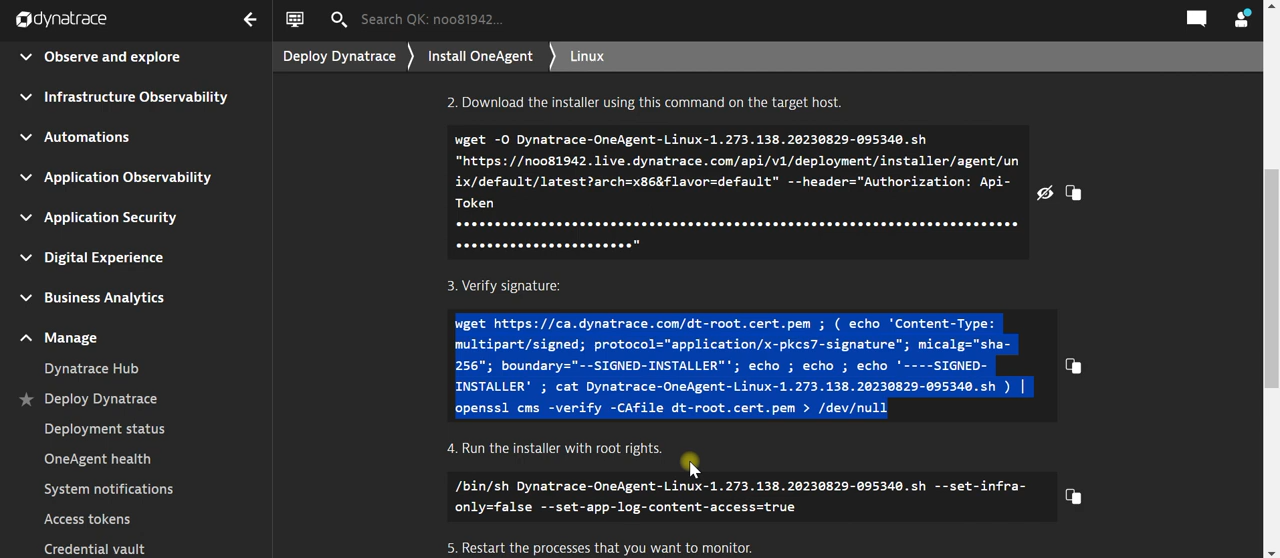 dynatrace
Search QK: noo81942...
Observe and explore
Infrastructure Observability
Automations
Application Observability
Application Security
Digital Experience
Business Analytics
Manage
Dynatrace Hub
Deploy Dynatrace
Deployment status
OneAgent health
System notifications
Access tokens
Credential vault
Deploy Dynatrace
Install OneAgent
Linux
2. Download the installer using this command on the target host.
wget -O Dynatrace-OneAgent-Linux-1.273.138.20230829-095340.sh
"https://noo81942.live.dynatrace.com/api/v1/deployment/installer/agent/un
ix/default/latest?arch=x86&flavor=default" --header="Authorization: Api-
Token
••••••••••••••••••••••••••••••••••••••••••••••••••••••••••••••••••••••••
•••••••••••••••••••••••"
3. Verify signature:
wget https://ca.dynatrace.com/dt-root.cert.pem ; ( echo 'Content-Type:
multipart/signed; protocol="application/x-pkcs7-signature"; micalg="sha-
256"; boundary="--SIGNED-INSTALLER"'; echo ; echo ; echo '----SIGNED-
INSTALLER' ; cat Dynatrace-OneAgent-Linux-1.273.138.20230829-095340.sh ) |
openssl cms -verify -CAfile dt-root.cert.pem > /dev/null
4. Run the installer with root rights.
/bin/sh Dynatrace-OneAgent-Linux-1.273.138.20230829-095340.sh --set-infra-
only=false --set-app-log-content-access=true
5. Restart the processes that you want to monitor.